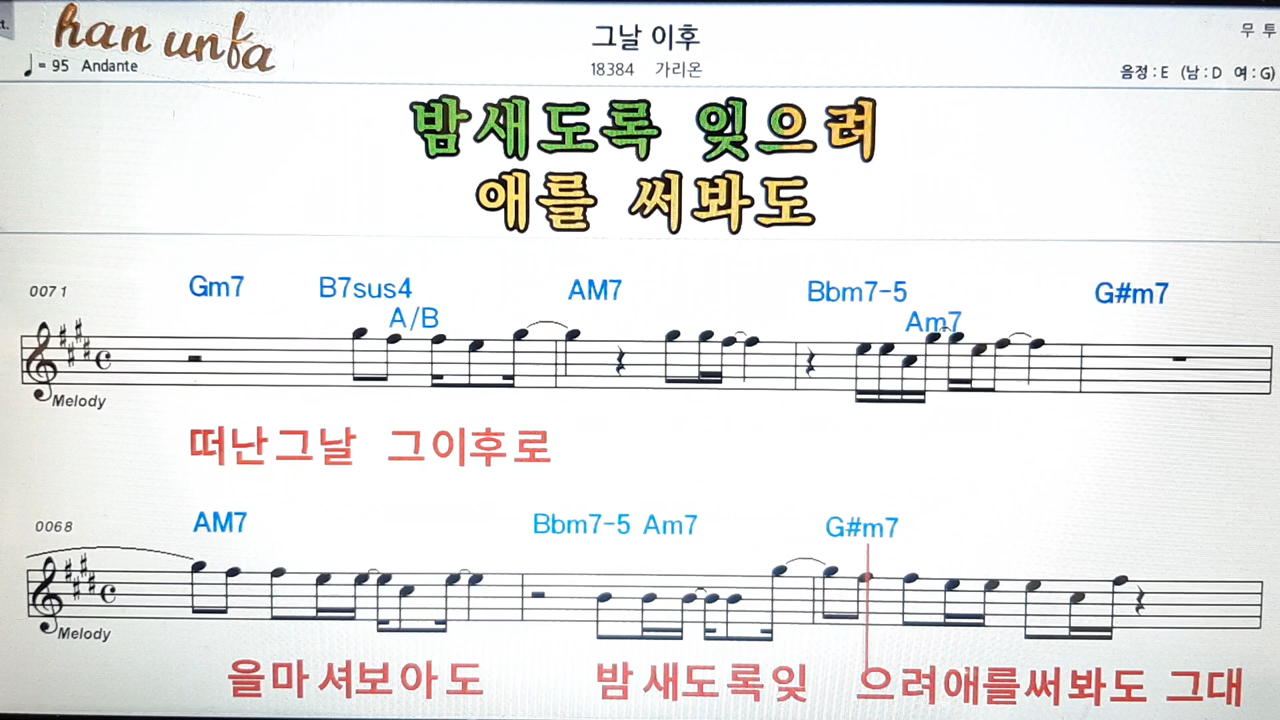 t.
han unfa
♩= 95 Andante
그날 이후
18384 가리온
무 투
음정 : E (남 : D 여 : G)
밤새도록 잊으려
애를 써봐도
0071
Gm7 B7sus4 AM7 Bbm7-5 G#m7
A/B Am7
Melody
떠난그날 그이후로
0068
AM7 Bbm7-5 Am7 G#m7
Melody
을마셔보아도 밤새도록잊 으려애를써봐도 그대